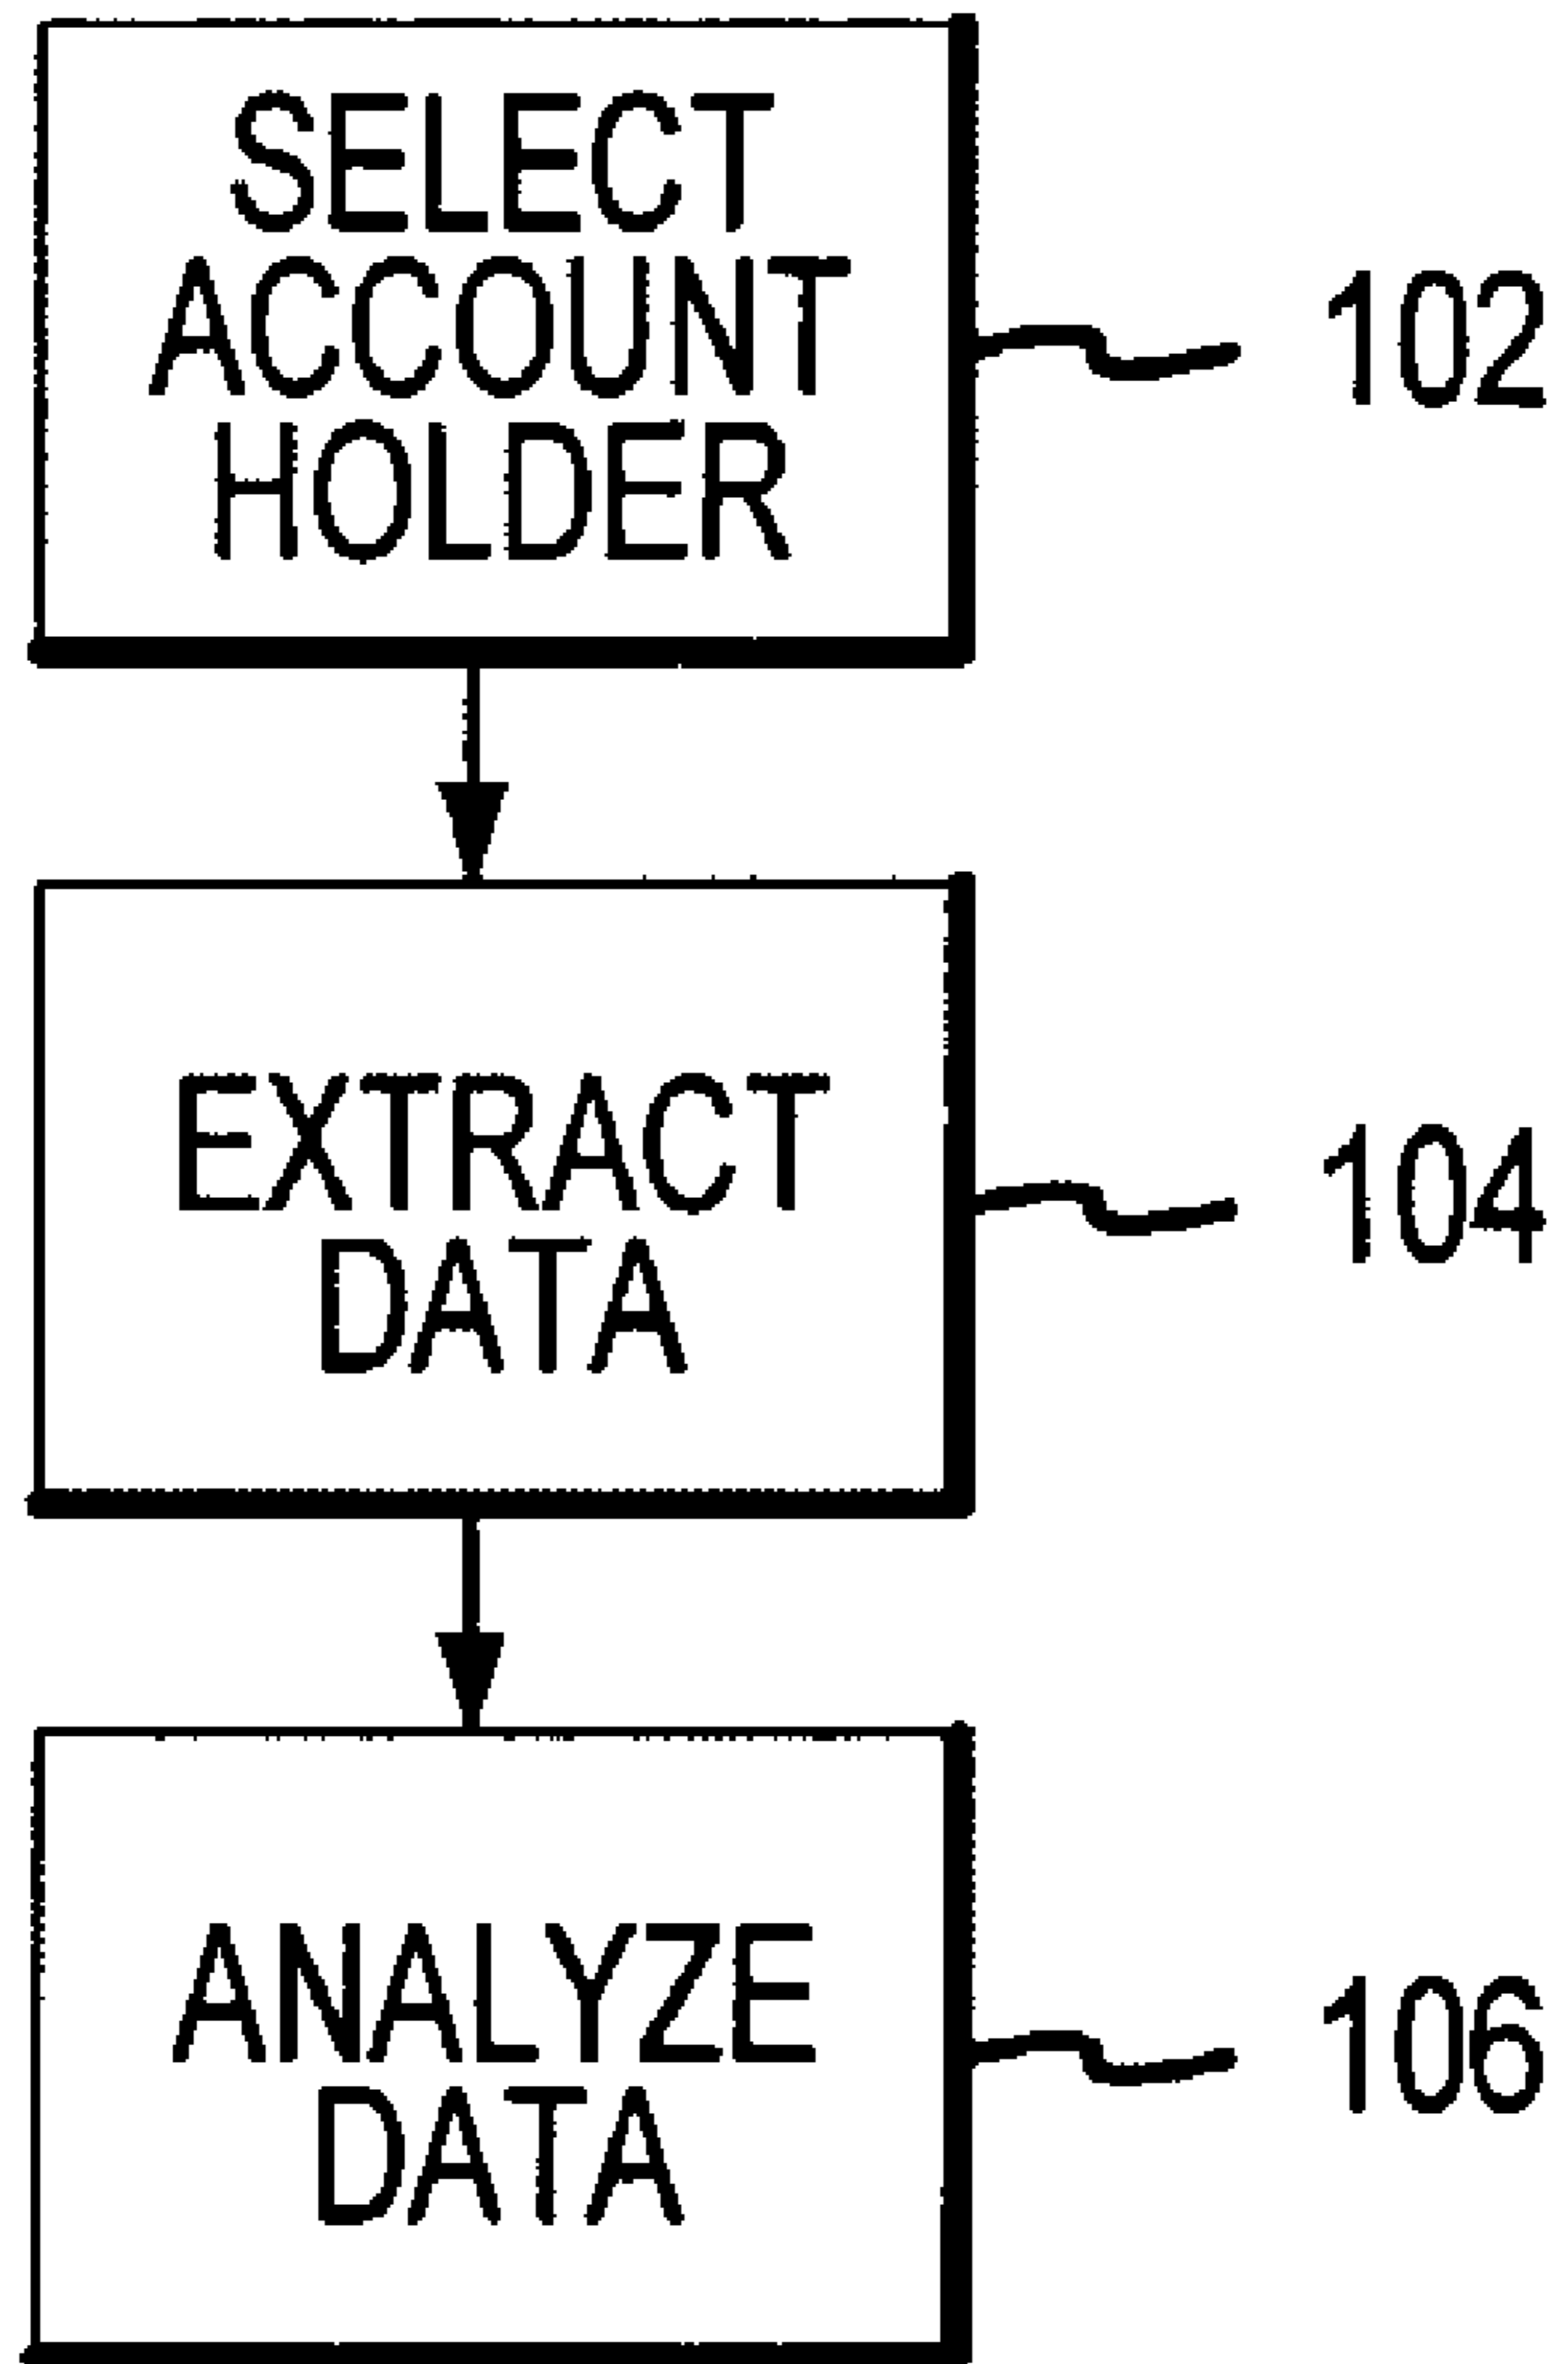 SELECT
ACCOUNT
HOLDER
102
EXTRACT
DATA
104
ANALYZE
DATA
106